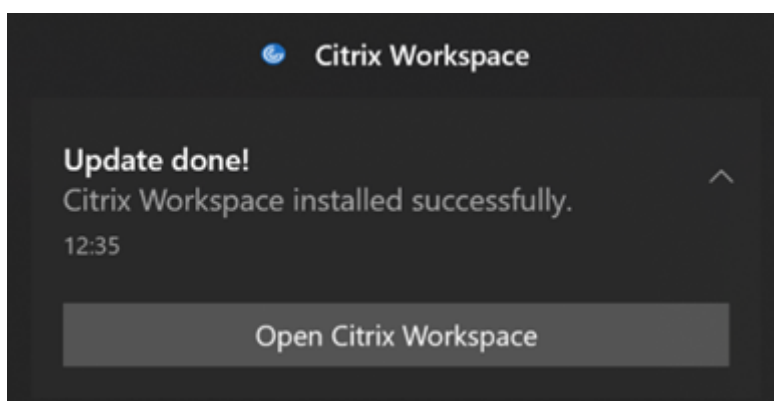 Citrix Workspace
Update done!
Citrix Workspace installed successfully.
12:35
Open Citrix Workspace